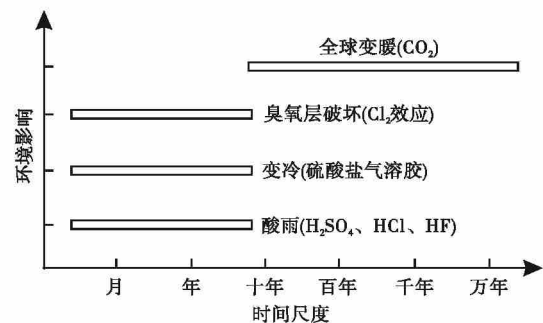 全球变暖(CO₂)
臭氧层破坏(Cl₂效应)
变冷(硫酸盐气溶胶)
酸雨(H₂SO₄、HCl、HF)
环境影响
月 年 十年 百年 千年 万年
时间尺度